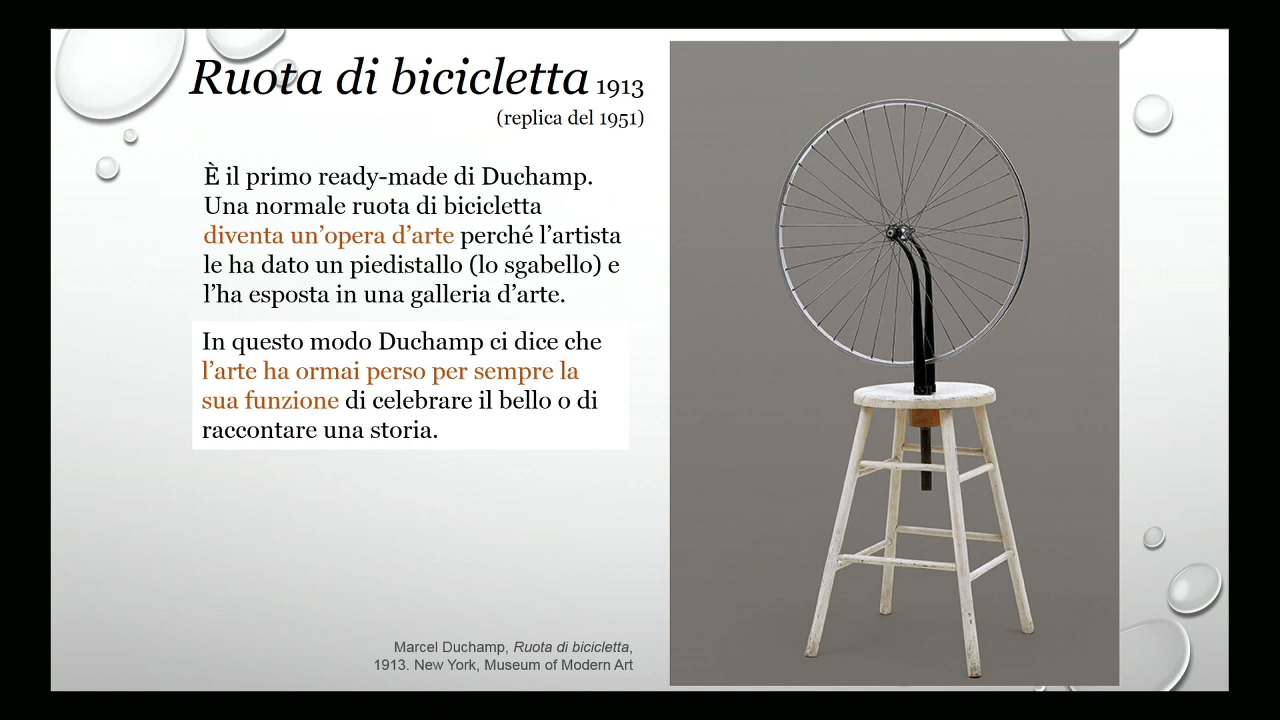 Ruota di bicicletta 1913
(replica del 1951)
È il primo ready-made di Duchamp.
Una normale ruota di bicicletta
diventa un’opera d’arte perché l’artista
le ha dato un piedistallo (lo sgabello) e
l’ha esposta in una galleria d’arte.
In questo modo Duchamp ci dice che
l’arte ha ormai perso per sempre la
sua funzione di celebrare il bello o di
raccontare una storia.
Marcel Duchamp, Ruota di bicicletta,
1913. New York, Museum of Modern Art